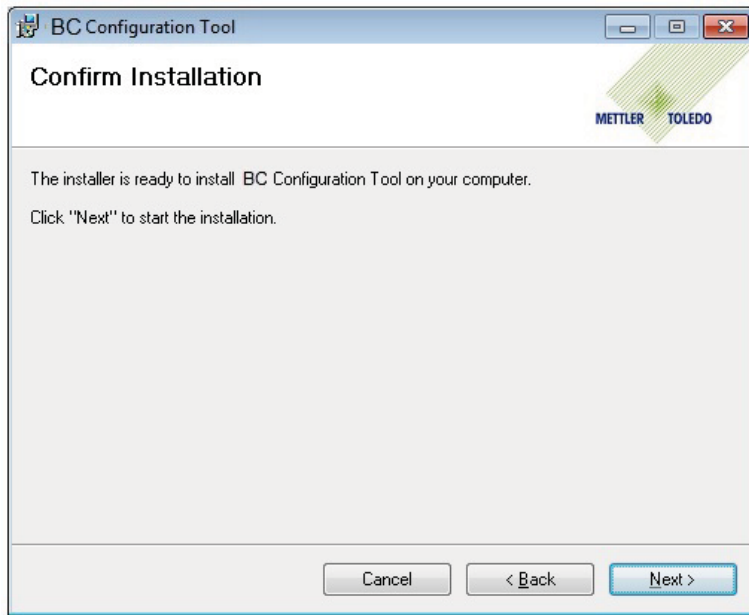 BC Configuration Tool
Confirm Installation
METTLER TOLEDO
The installer is ready to install BC Configuration Tool on your computer.
Click "Next" to start the installation.
Cancel
< Back
Next >